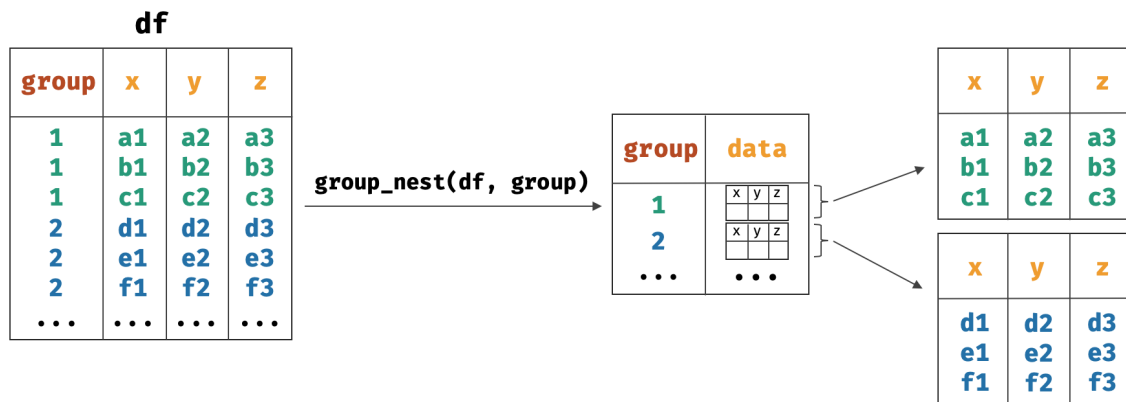 df
group x y z
1 a1 a2 a3
1 b1 b2 b3
1 c1 c2 c3
2 d1 d2 d3
2 e1 e2 e3
2 f1 f2 f3
... ... ... ...
group_nest(df, group)
group data
1 x y z
2 x y z
... ...
x y z
a1 a2 a3
b1 b2 b3
c1 c2 c3
x y z
d1 d2 d3
e1 e2 e3
f1 f2 f3